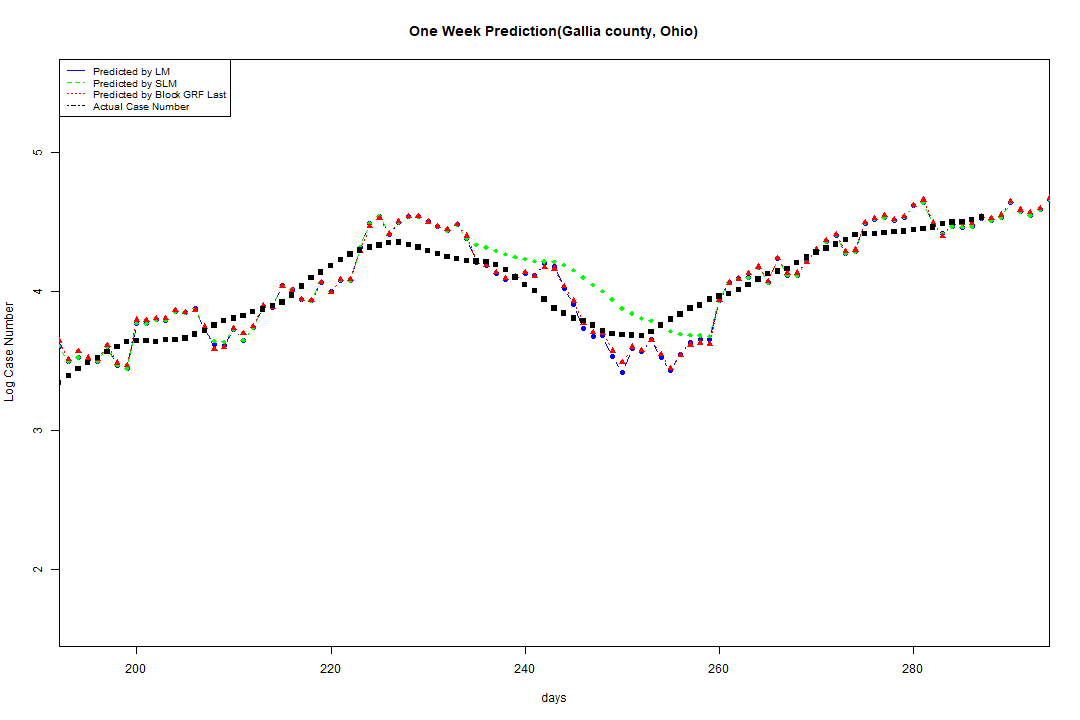 One Week Prediction(Gallia county, Ohio)
Predicted by LM
Predicted by SLM
Predicted by Block GRF Last
Actual Case Number
5
4
3
2
Log Case Number
200 220 240 260 280
days